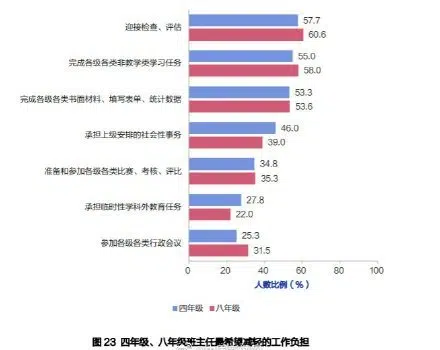 迎接检查、评估
57.7
60.6
完成各级各类非教学类学习任务
55.0
58.0
完成各级各类书面材料、填写表单、统计数据
53.3
53.6
承担上级安排的社会性事务
46.0
39.0
准备和参加各级各类比赛、考核、评比
34.8
35.3
承担临时性学科外教育任务
27.8
22.0
参加各级各类行政会议
25.3
31.5
0 20 40 60 80 100
人数比例（%）
四年级 八年级
图 23 四年级、八年级班主任最希望减轻的工作负担